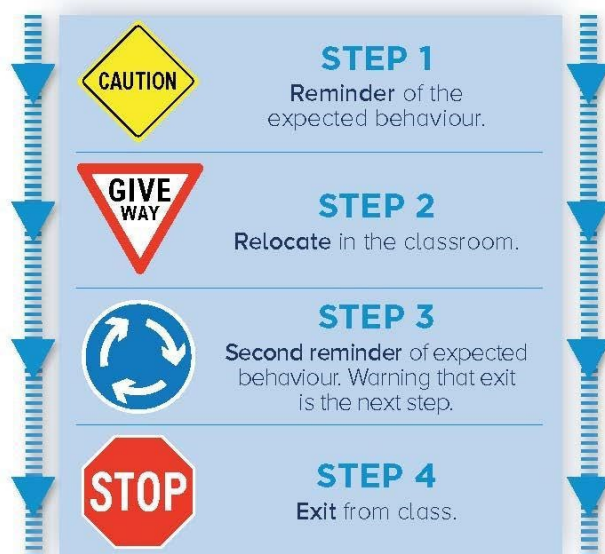 CAUTION
STEP 1
Reminder of the
expected behaviour.
GIVE
WAY
STEP 2
Relocate in the classroom.
STEP 3
Second reminder of expected
behaviour. Warning that exit
is the next step.
STOP
STEP 4
Exit from class.